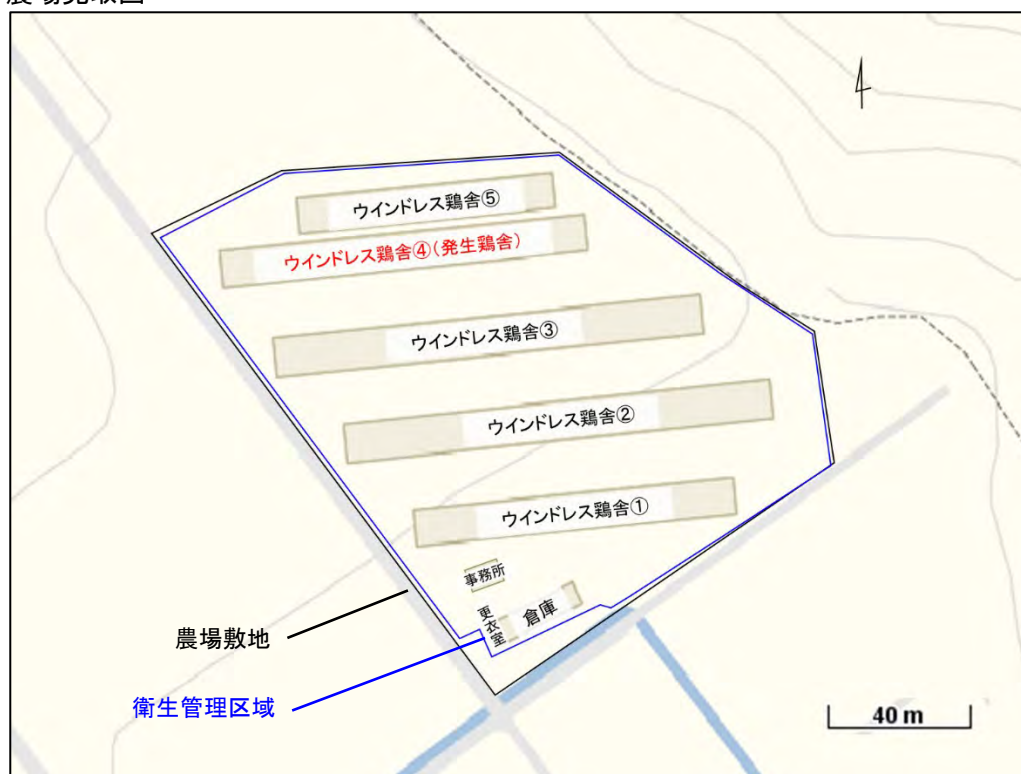 農場見取図
ウインドレス鶏舎⑤
ウインドレス鶏舎④(発生鶏舎)
ウインドレス鶏舎③
ウインドレス鶏舎②
ウインドレス鶏舎①
事務所
更衣室
倉庫
農場敷地
衛生管理区域
40 m